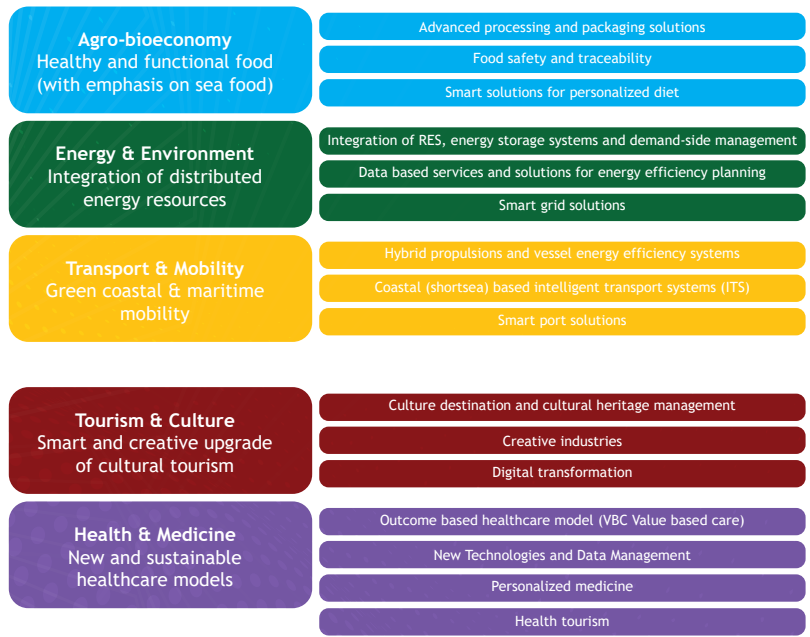 Agro-bioeconomy
Healthy and functional food
(with emphasis on sea food)
Advanced processing and packaging solutions
Food safety and traceability
Smart solutions for personalized diet
Energy & Environment
Integration of distributed
energy resources
Integration of RES, energy storage systems and demand-side management
Data based services and solutions for energy efficiency planning
Smart grid solutions
Transport & Mobility
Green coastal & maritime
mobility
Hybrid propulsions and vessel energy efficiency systems
Coastal (shortsea) based intelligent transport systems (ITS)
Smart port solutions
Tourism & Culture
Smart and creative upgrade
of cultural tourism
Culture destination and cultural heritage management
Creative industries
Digital transformation
Health & Medicine
New and sustainable
healthcare models
Outcome based healthcare model (VBC Value based care)
New Technologies and Data Management
Personalized medicine
Health tourism